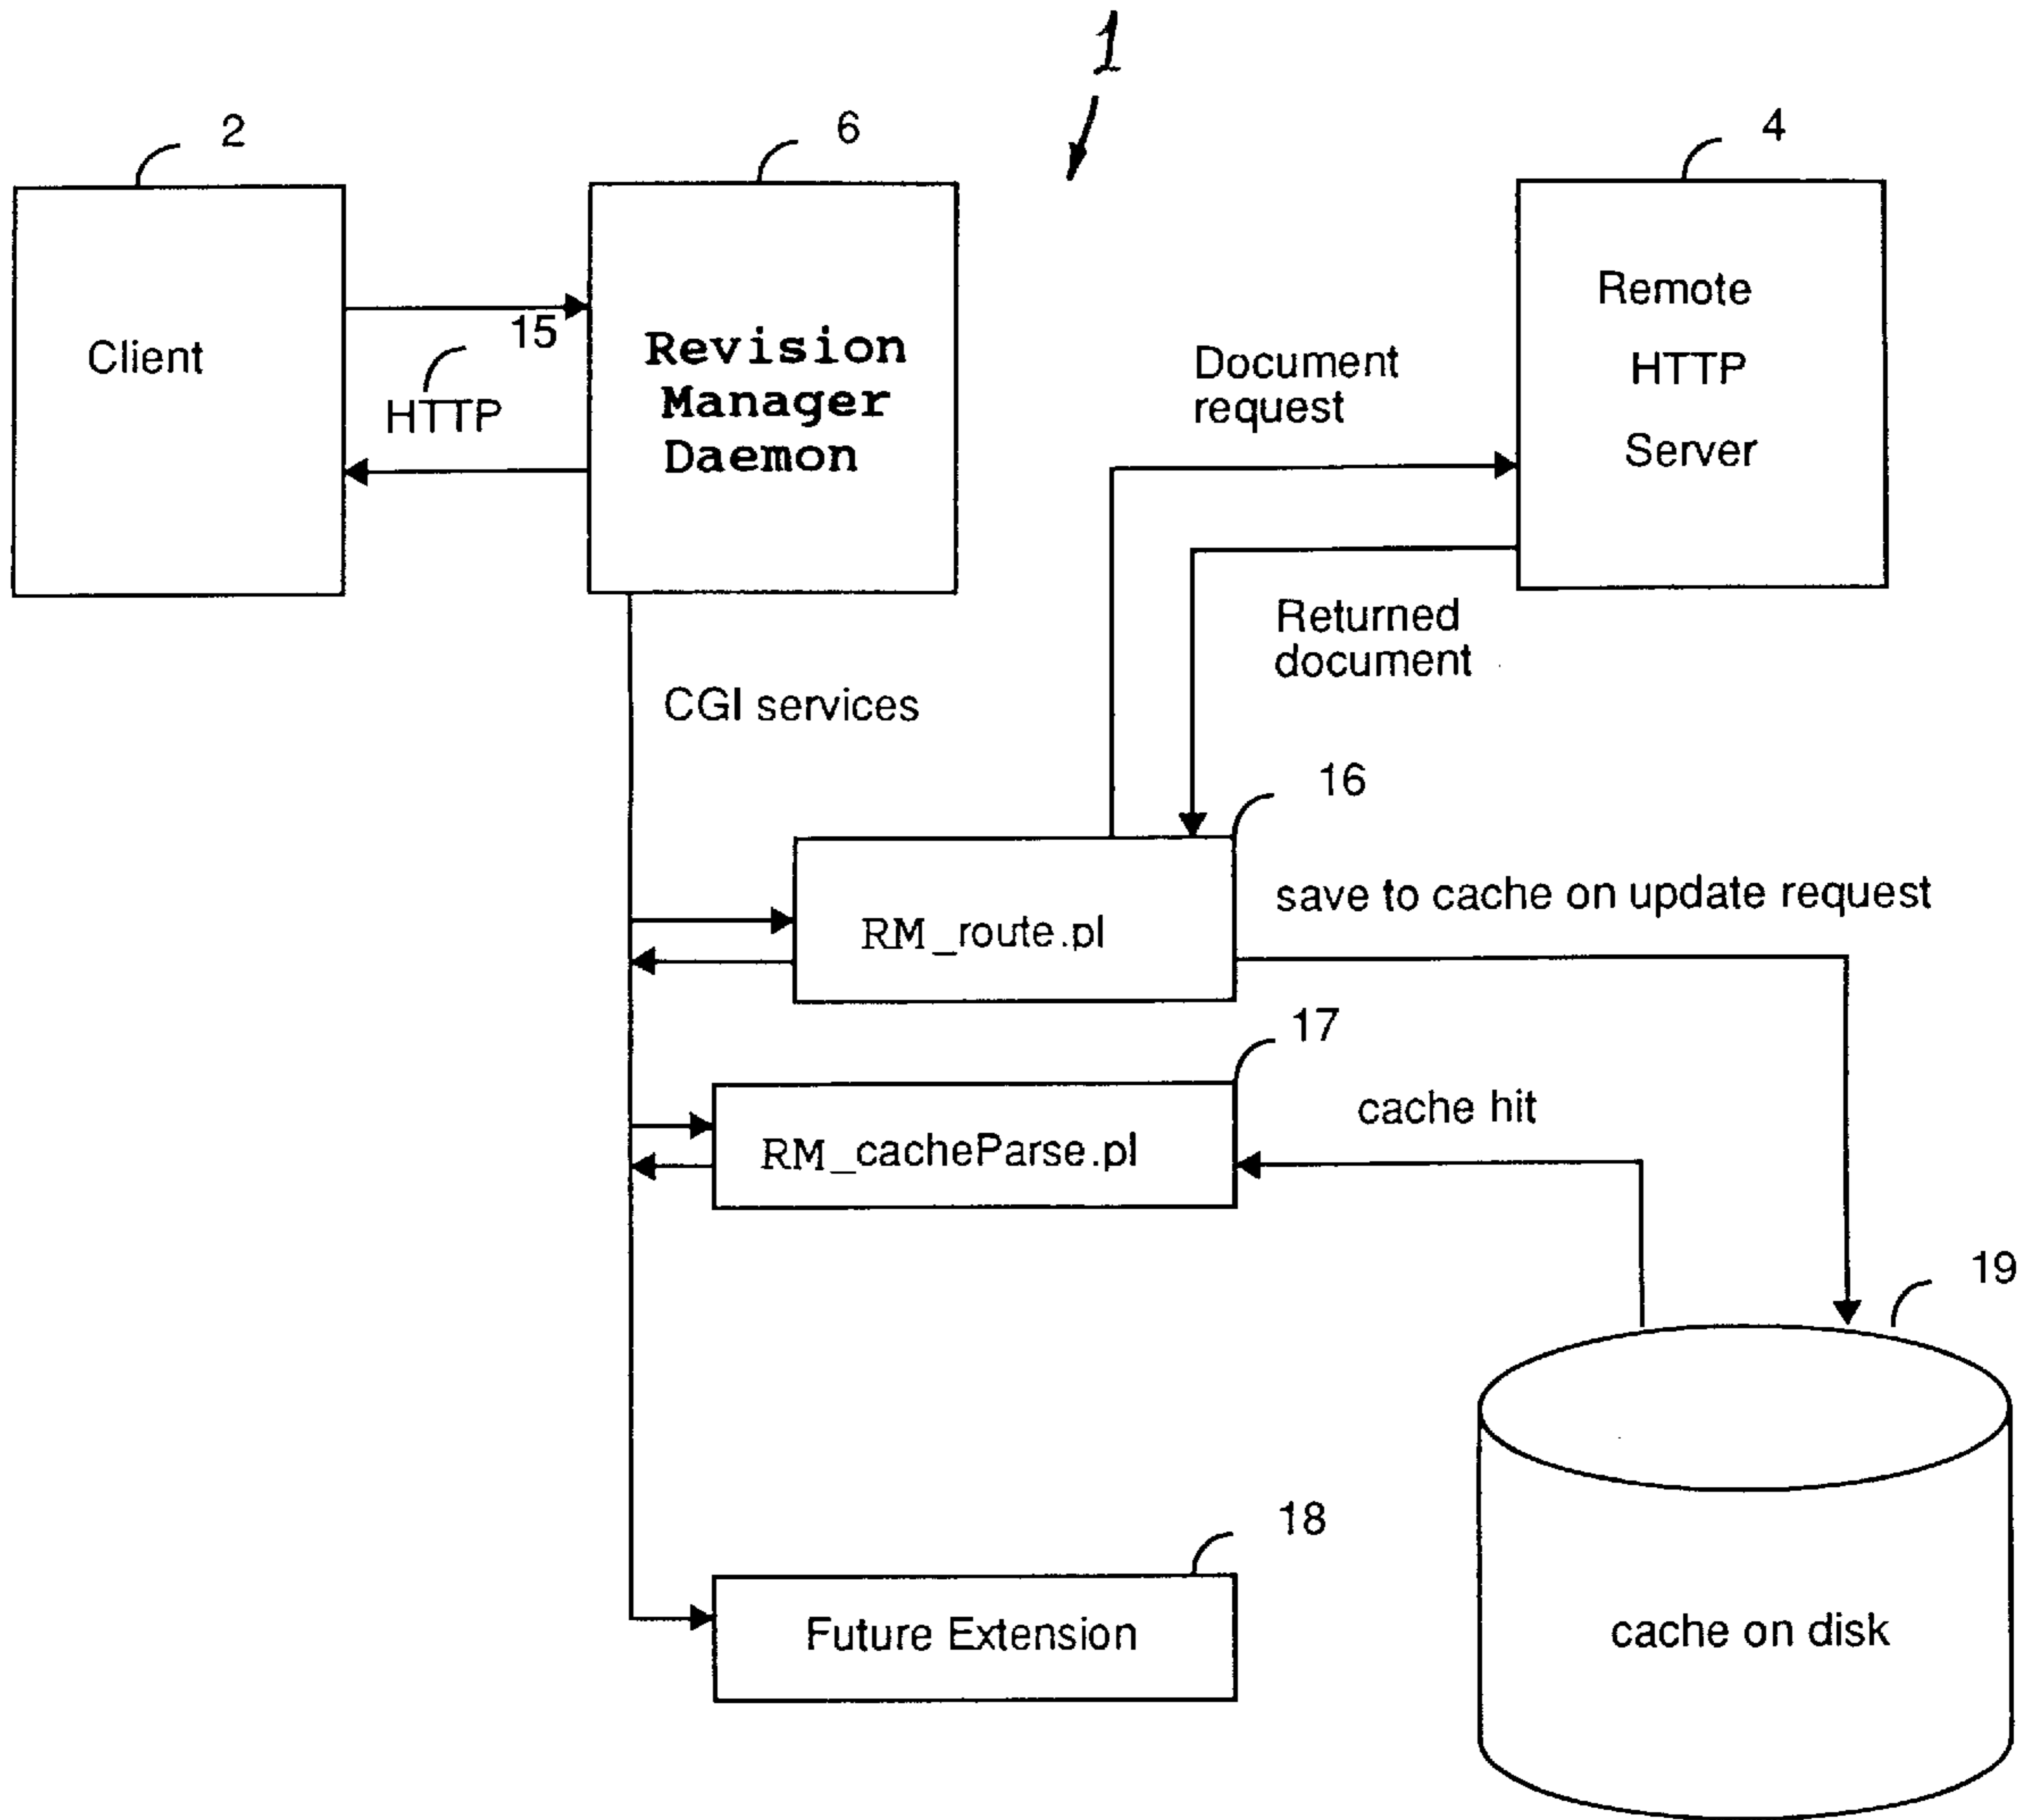 1
2
6
4
Client
15
HTTP
Revision
Manager
Daemon
Remote
HTTP
Server
Document
request
Returned
document
CGI services
16
RM_route.pl
save to cache on update request
17
RM_cacheParse.pl
cache hit
19
18
Future Extension
cache on disk